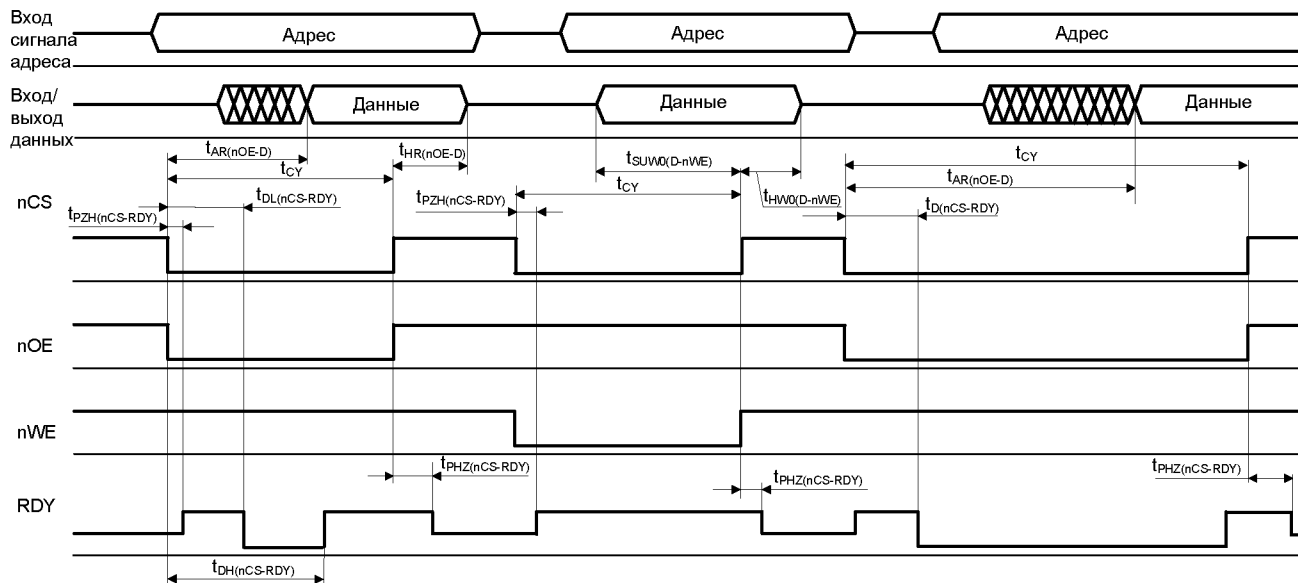 Вход
сигнала
адреса
Адрес
Адрес
Адрес
Вход/
выход
данных
Данные
Данные
Данные
tAR(nOE-D)
tHR(nOE-D)
tSUW0(D-nWE)
tCY
tCY
tCY
tHW0(D-nWE)
tAR(nOE-D)
nCS
tDL(nCS-RDY)
tPZH(nCS-RDY)
tPZH(nCS-RDY)
tD(nCS-RDY)
nOE
nWE
tPHZ(nCS-RDY)
tPHZ(nCS-RDY)
tPHZ(nCS-RDY)
RDY
tDH(nCS-RDY)